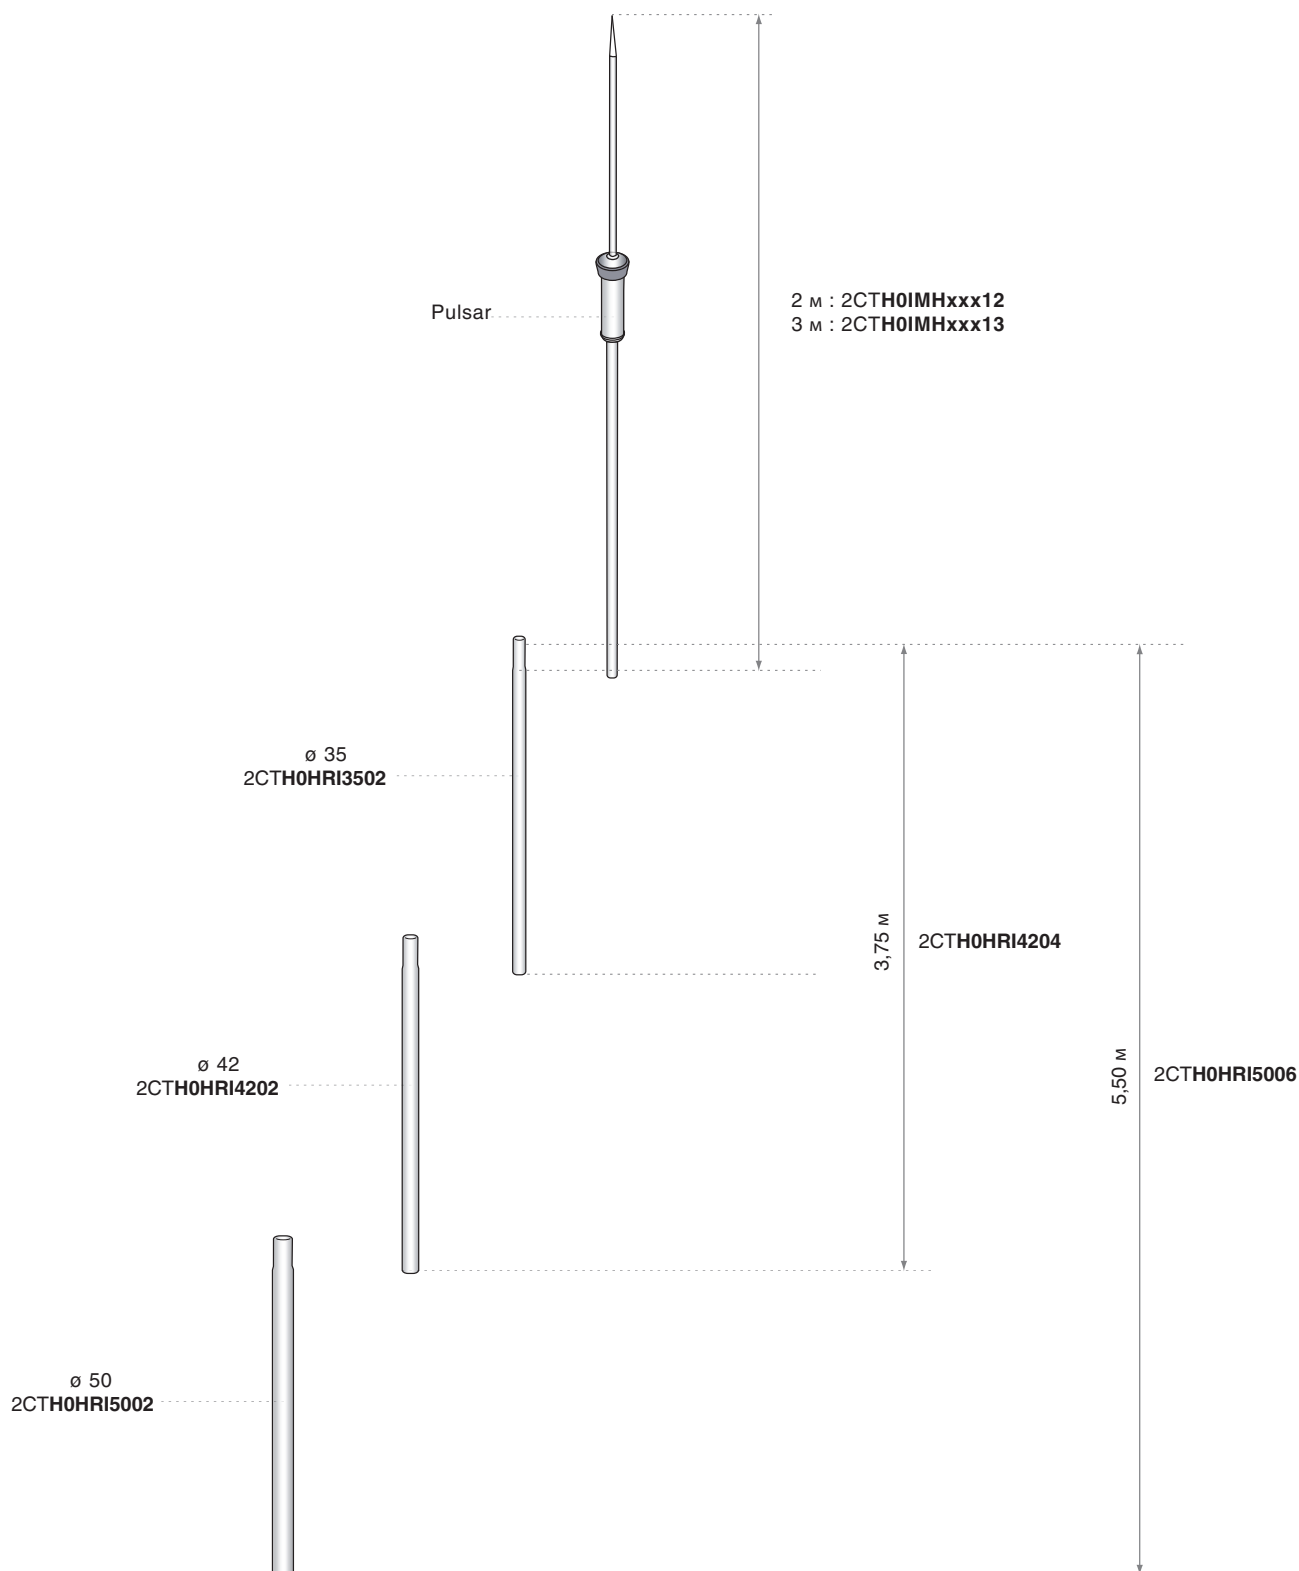 Pulsar
2 м : 2CTH0IMHxxx12
3 м : 2CTH0IMHxxx13
ø 35
2CTH0HRI3502
3,75 м
2CTH0HRI4204
ø 42
2CTH0HRI4202
5,50 м
2CTH0HRI5006
ø 50
2CTH0HRI5002